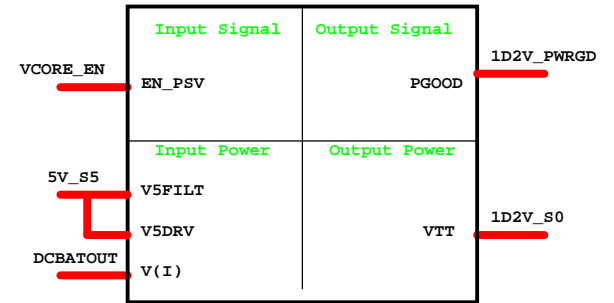 Input Signal Output Signal
1D2V_PWRGD
VCORE_EN
EN_PSV PGOOD
Input Power Output Power
5V_S5
V5FILT
1D2V_S0
V5DRV VTT
DCBATOUT
V(I)